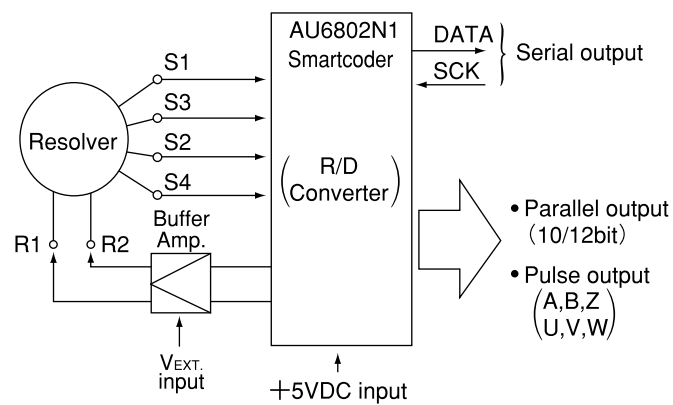 AU6802N1
Smartcoder
R/D
Converter
DATA
SCK
Serial output
Resolver
S1
S3
S2
S4
R1
R2
Buffer
Amp.
VEXT.
input
+5VDC input
• Parallel output
(10/12bit)
• Pulse output
(A,B,Z
U,V,W)